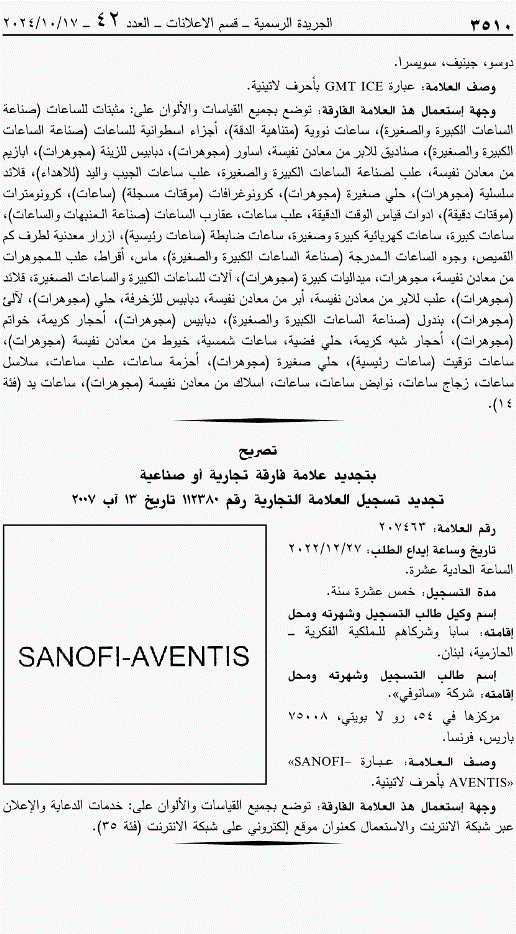 ٣٥١٠
الجريدة الرسمية ــ قسم الاعلانات ــ العدد ٤٢ ــ ٢٠٢٤/١٠/١٧
دوسو، جينيف، سويسرا.
وصف العلامة: عبارة GMT ICE بأحرف لاتينية.
وجهة إستعمال هذ العلامة الفارقة: توضع بجميع القياسات والألوان على: مثبتات للساعات (صناعة
الساعات الكبيرة والصغيرة)، ساعات نووية (متناهية الدقة)، أجزاء اسطوانية للساعات (صناعة الساعات
الكبيرة والصغيرة)، صناديق للابر من معادن نفيسة، اساور (مجوهرات)، دبابيس للزينة (مجوهرات)، ابازيم
من معادن نفيسة، علب لصناعة الساعات الكبيرة والصغيرة، علب ساعات الجيب واليد (للاهداء)، قلائد
سلسلية (مجوهرات)، حلي صغيرة (مجوهرات)، كرونوغرافات (موقتات مسجلة) (ساعات)، كرونومترات
(موقتات دقيقة)، ادوات قياس الوقت الدقيقة، علب ساعات، عقارب الساعات (صناعة الـمنبهات والساعات)،
ساعات كبيرة، ساعات كهربائية كبيرة وصغيرة، ساعات ضابطة (ساعات رئيسية)، ازرار معدنية لطرف كم
القميص، وجوه الساعات الـمدرجة (صناعة الساعات الكبيرة والصغيرة)، ماس، أقراط، علب للـمجوهرات
من معادن نفيسة، مجوهرات، ميداليات كبيرة (مجوهرات)، آلات للساعات الكبيرة والساعات الصغيرة، قلائد
(مجوهرات)، علب للابر من معادن نفيسة، أبر من معادن نفيسة، دبابيس للزخرفة، حلي (مجوهرات)، لآلئ
(مجوهرات)، بندول (صناعة الساعات الكبيرة والصغيرة)، دبابيس (مجوهرات)، أحجار كريمة، خواتم
(مجوهرات)، أحجار شبه كريمة، حلي فضية، ساعات شمسية، خيوط من معادن نفيسة (مجوهرات)،
ساعات توقيت (ساعات رئيسية)، حلي صغيرة (مجوهرات)، أحزمة ساعات، علب ساعات، سلاسل
ساعات، زجاج ساعات، نوابض ساعات، ساعات، اسلاك من معادن نفيسة (مجوهرات)، ساعات يد (فئة
١٤).
تصريح
بتجديد علامة فارقة تجارية أو صناعية
تجديد تسجيل العلامة التجارية رقم ١١٢٣٨٠ تاريخ ١٣ آب ٢٠٠٧
رقم العلامة: ٢٠٧٤٦٣
تاريخ وساعة إيداع الطلب: ٢٠٢٢/١٢/٢٧
الساعة الحادية عشرة.
مدة التسجيل: خمس عشرة سنة.
إسم وكيل طالب التسجيل وشهرته ومحل
إقامته: سابا وشركاهم للـملكية الفكرية ــ
الحازمية، لبنان.
إسم طالب التسجيل وشهرته ومحل
إقامته: شركة «سانوفي».
مركزها في ٥٤، رو لا بويتي، ٧٥٠٠٨
باريس، فرنسا.
وصـف العـلامـة: عـبـارة «SANOFI–
AVENTIS» بأحرف لاتينية.
SANOFI-AVENTIS
وجهة إستعمال هذ العلامة الفارقة: توضع بجميع القياسات والألوان على: خدمات الدعاية والإعلان
عبر شبكة الانترنت والاستعمال كعنوان موقع إلكتروني على شبكة الانترنت (فئة ٣٥).